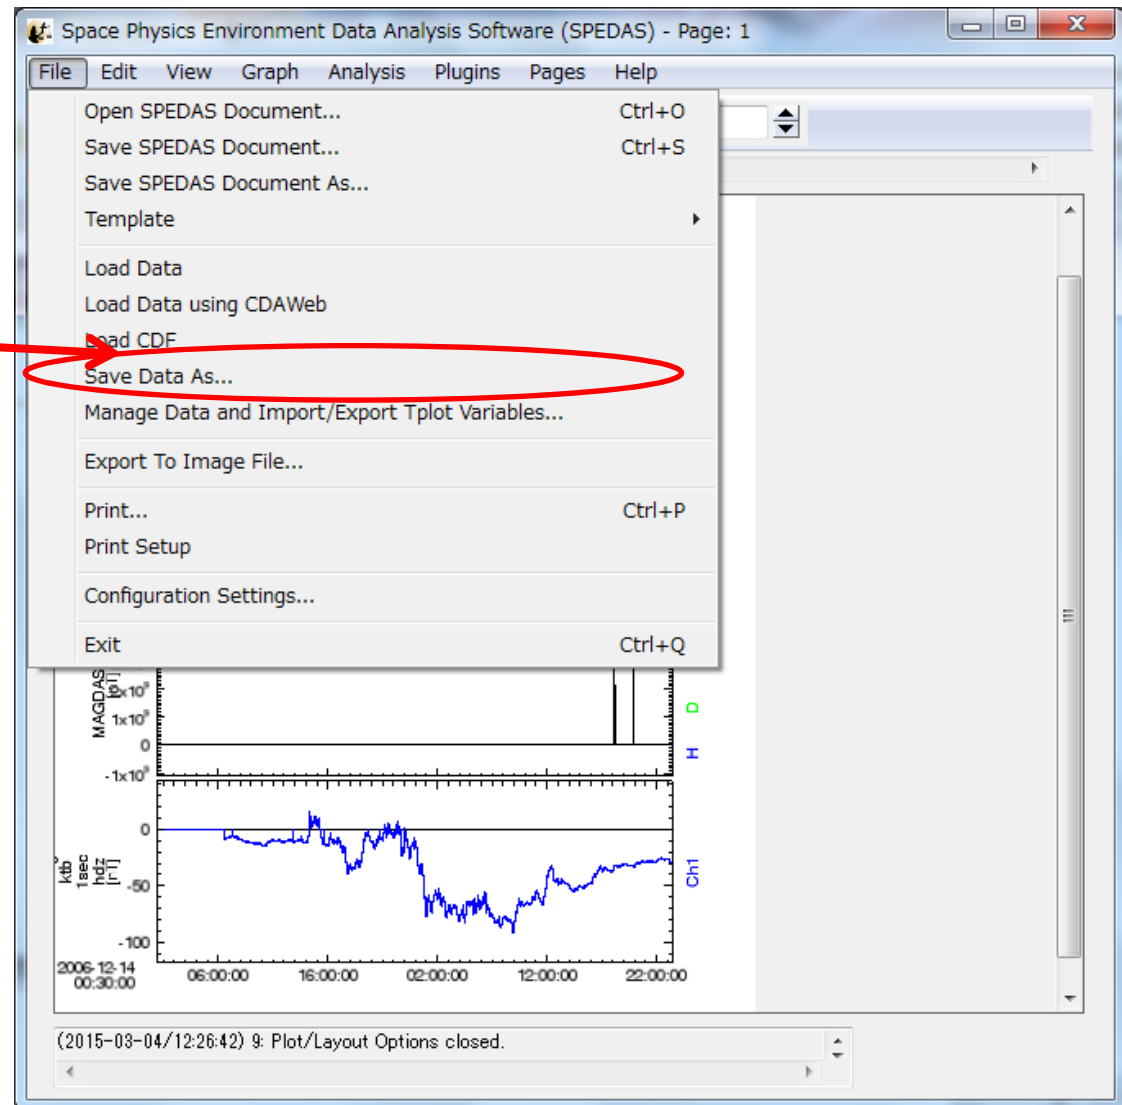 Space Physics Environment Data Analysis Software (SPEDAS) - Page: 1
File Edit View Graph Analysis Plugins Pages Help
Open SPEDAS Document... Ctrl+O
Save SPEDAS Document... Ctrl+S
Save SPEDAS Document As...
Template
Load Data
Load Data using CDAWeb
Load CDF
Save Data As...
Manage Data and Import/Export Tplot Variables...
Export To Image File...
Print... Ctrl+P
Print Setup
Configuration Settings...
Exit Ctrl+Q
MAGDAS
1x10⁹
0
-1x10⁹
D
H
0
-50
-100
ktb
1sec
hdz
[nT]
Ch1
2006-12-14
00:30:00
06:00:00 16:00:00 02:00:00 12:00:00 22:00:00
(2015-03-04/12:26:42) 9: Plot/Layout Options closed.